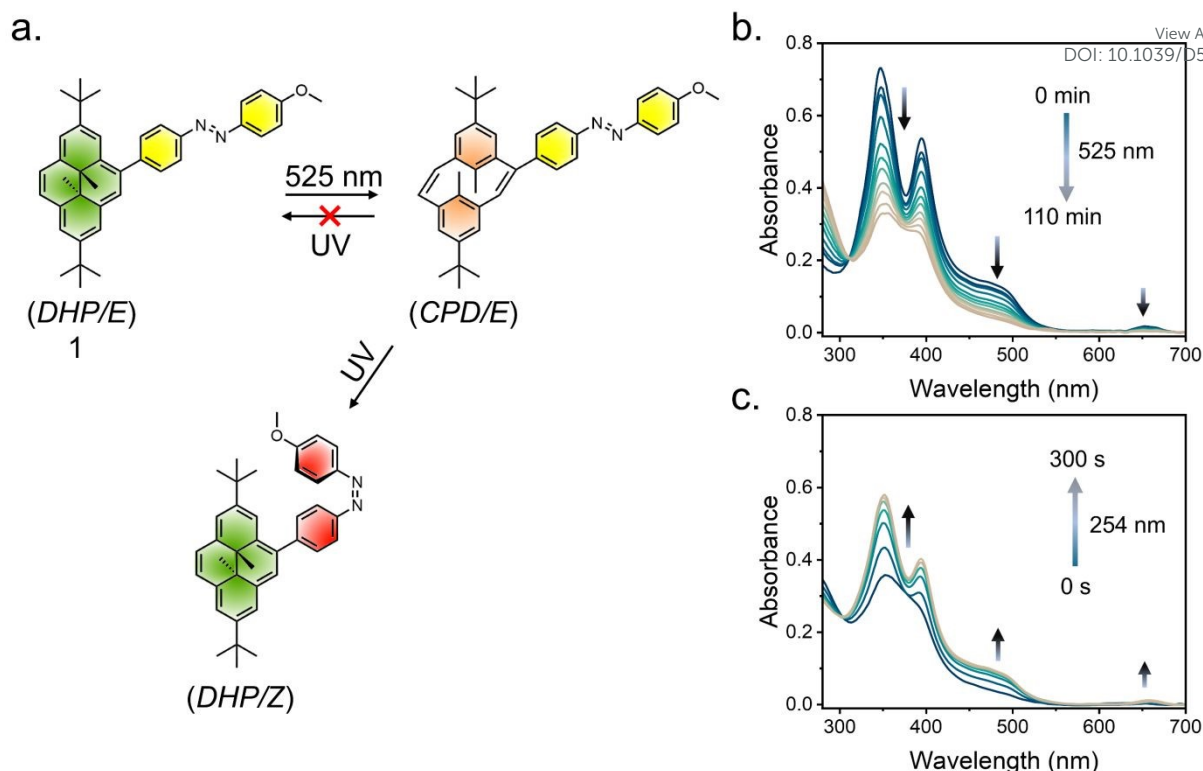 a.
O
N
N
525 nm
UV
(DHP/E)
1
O
N
N
(CPD/E)
UV
O
N
N
(DHP/Z)
b.
View A
DOI: 10.1039/D5
0.8
0.6
0.4
0.2
0.0
Absorbance
0 min
525 nm
110 min
300 400 500 600 700
Wavelength (nm)
c.
0.8
0.6
0.4
0.2
0.0
Absorbance
300 s
254 nm
0 s
300 400 500 600 700
Wavelength (nm)